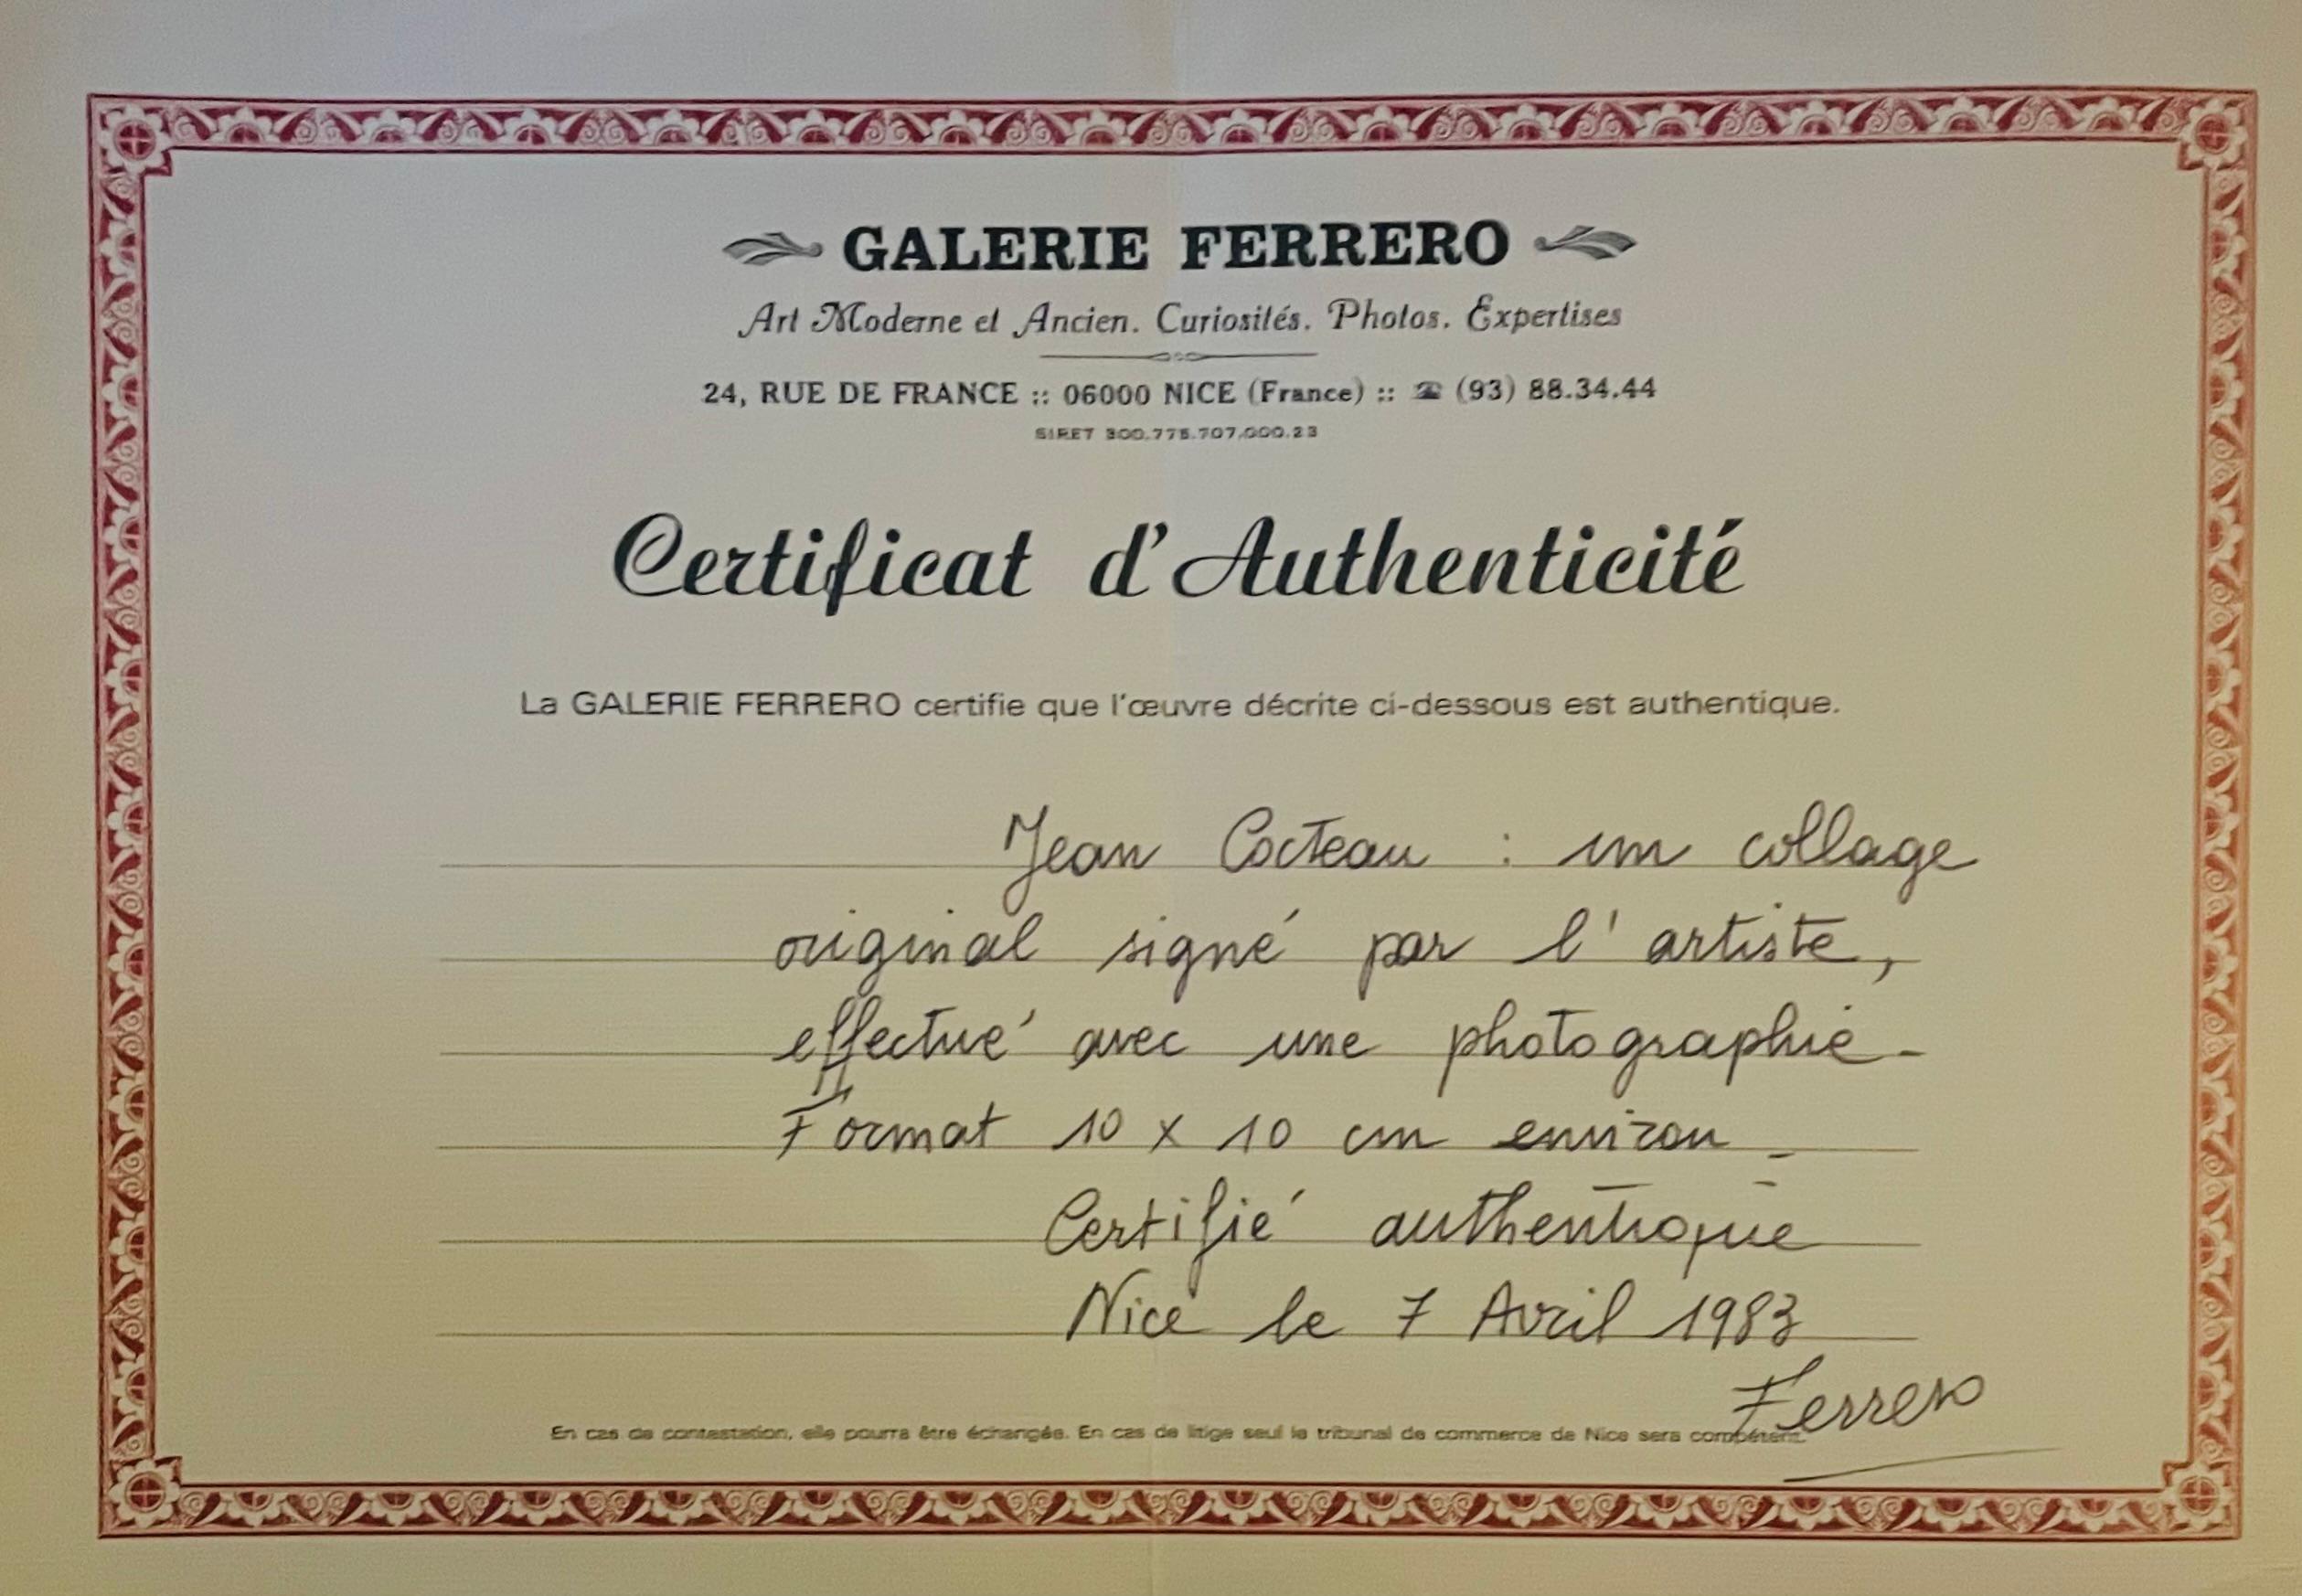 GALERIE FERRERO
Art Moderne et Ancien. Curiosités. Photos. Expertises
24, RUE DE FRANCE :: 06000 NICE (France) :: ☎ (93) 88.34.44
SIRET 300.775.707.000.23
Certificat d'Authenticité
La GALERIE FERRERO certifie que l'œuvre décrite ci-dessous est authentique.
Jean Cocteau : un collage
original signé par l'artiste,
effectué avec une photographie -
Format 10 x 10 cm environ -
Certifié authentique
Nice le 7 Avril 1983
Ferrero
En cas de contestation, elle pourra être échangée. En cas de litige seul le tribunal de commerce de Nice sera compétent.